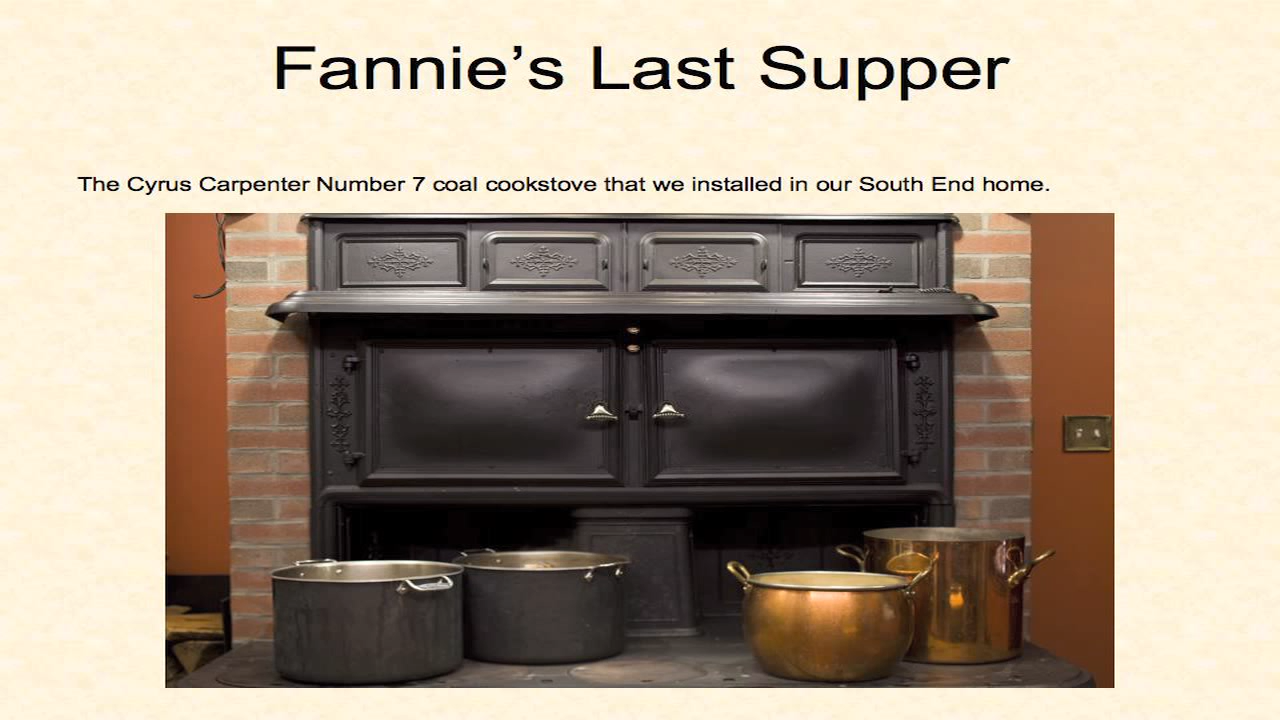 Fannie’s Last Supper
The Cyrus Carpenter Number 7 coal cookstove that we installed in our South End home.